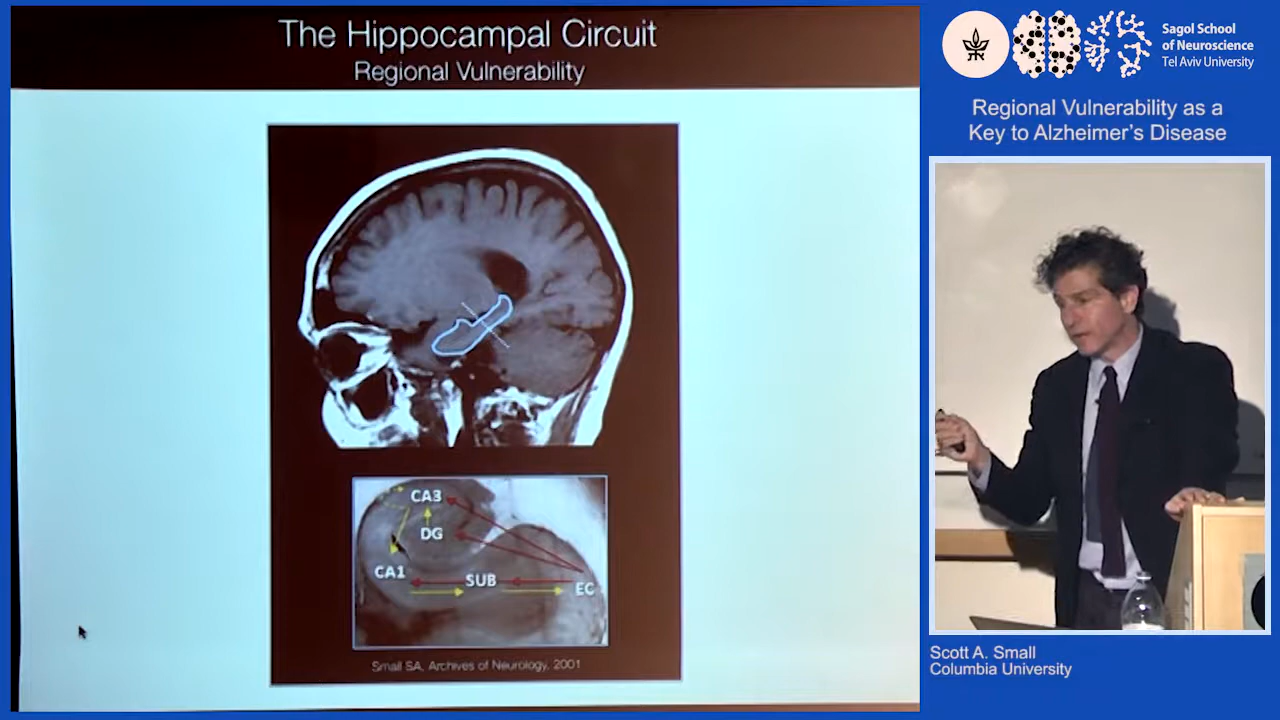 The Hippocampal Circuit
Regional Vulnerability
CA3
DG
CA1
SUB
EC
Small SA, Archives of Neurology, 2001
Sagol School
of Neuroscience
Tel Aviv University
Regional Vulnerability as a
Key to Alzheimer's Disease
Scott A. Small
Columbia University